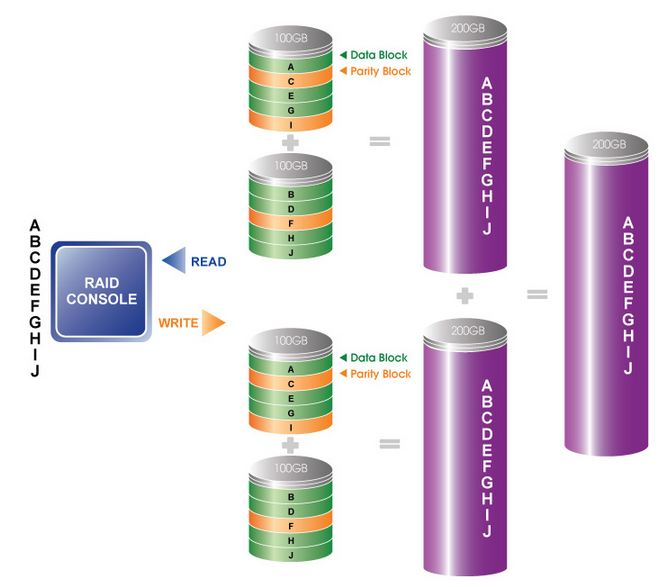 A
B
C
D
E
F
G
H
I
J
RAID
CONSOLE
READ
WRITE
100GB
A
C
E
G
I
Data Block
Parity Block
+
100GB
B
D
F
H
J
=
200GB
A
B
C
D
E
F
G
H
I
J
+
100GB
A
C
E
G
I
Data Block
Parity Block
+
100GB
B
D
F
H
J
=
200GB
A
B
C
D
E
F
G
H
I
J
=
200GB
A
B
C
D
E
F
G
H
I
J